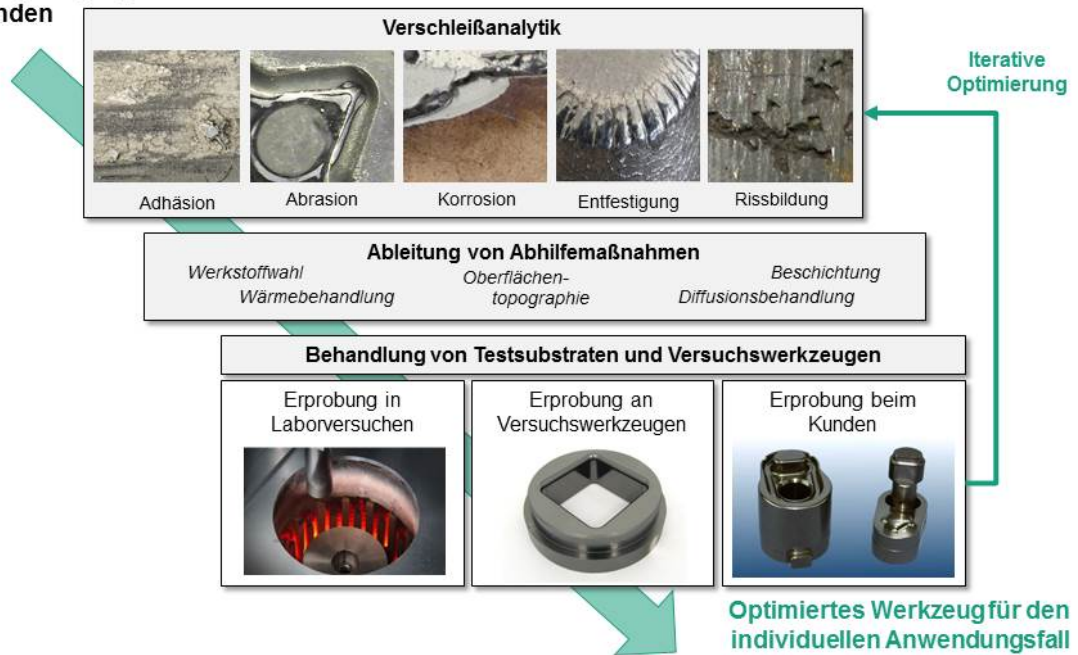 Verschleißanalytik
Iterative
Optimierung
Adhäsion
Abrasion
Korrosion
Entfestigung
Rissbildung
Ableitung von Abhilfemaßnahmen
Werkstoffwahl
Oberflächen-
Beschichtung
Wärmebehandlung
topographie
Diffusionsbehandlung
Behandlung von Testsubstraten und Versuchswerkzeugen
Erprobung in
Laborversuchen
Erprobung an
Versuchswerkzeugen
Erprobung beim
Kunden
Optimiertes Werkzeug für den
individuellen Anwendungsfall